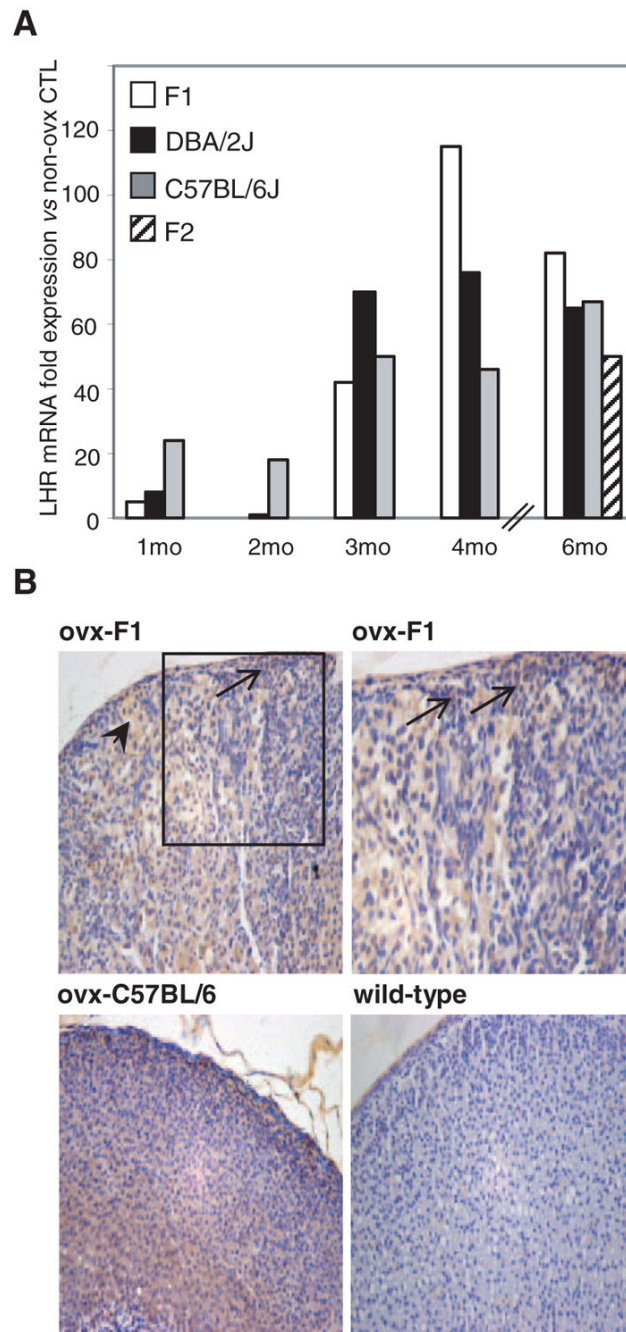 A
LHR mRNA fold expression vs non-ovx CTL
120
100
80
60
40
20
0
F1
DBA/2J
C57BL/6J
F2
1mo
2mo
3mo
4mo
6mo
B
ovx-F1
ovx-F1
ovx-C57BL/6
wild-type